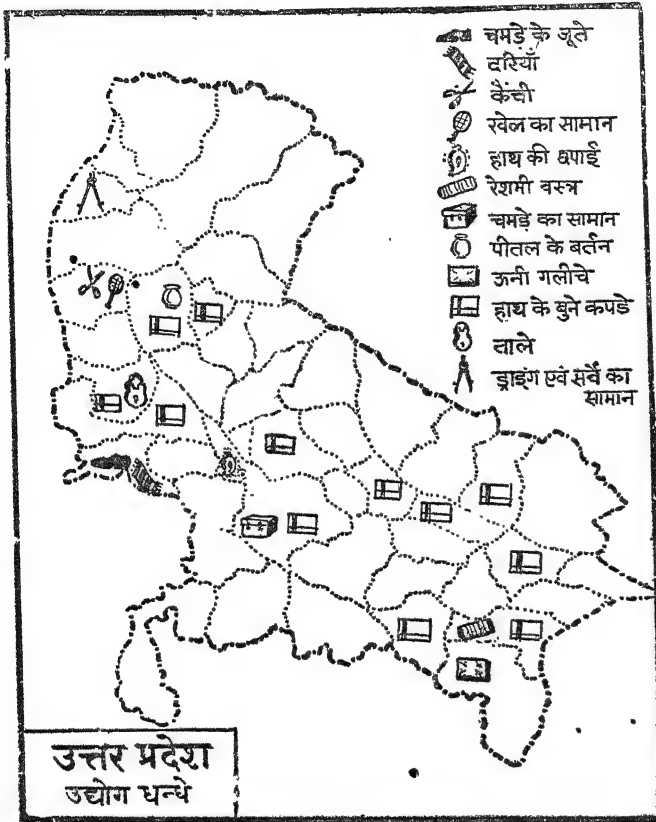 चमड़े के जूते
दरियाँ
कैंची
खेल का सामान
हाथ की छपाई
रेशमी वस्त्र
चमड़े का सामान
पीतल के बर्तन
ऊनी गलीचे
हाथ के बुने कपडे
ताले
ड्राइंग एवं सर्वे का
सामान
उत्तर प्रदेश
उद्योग धन्धे